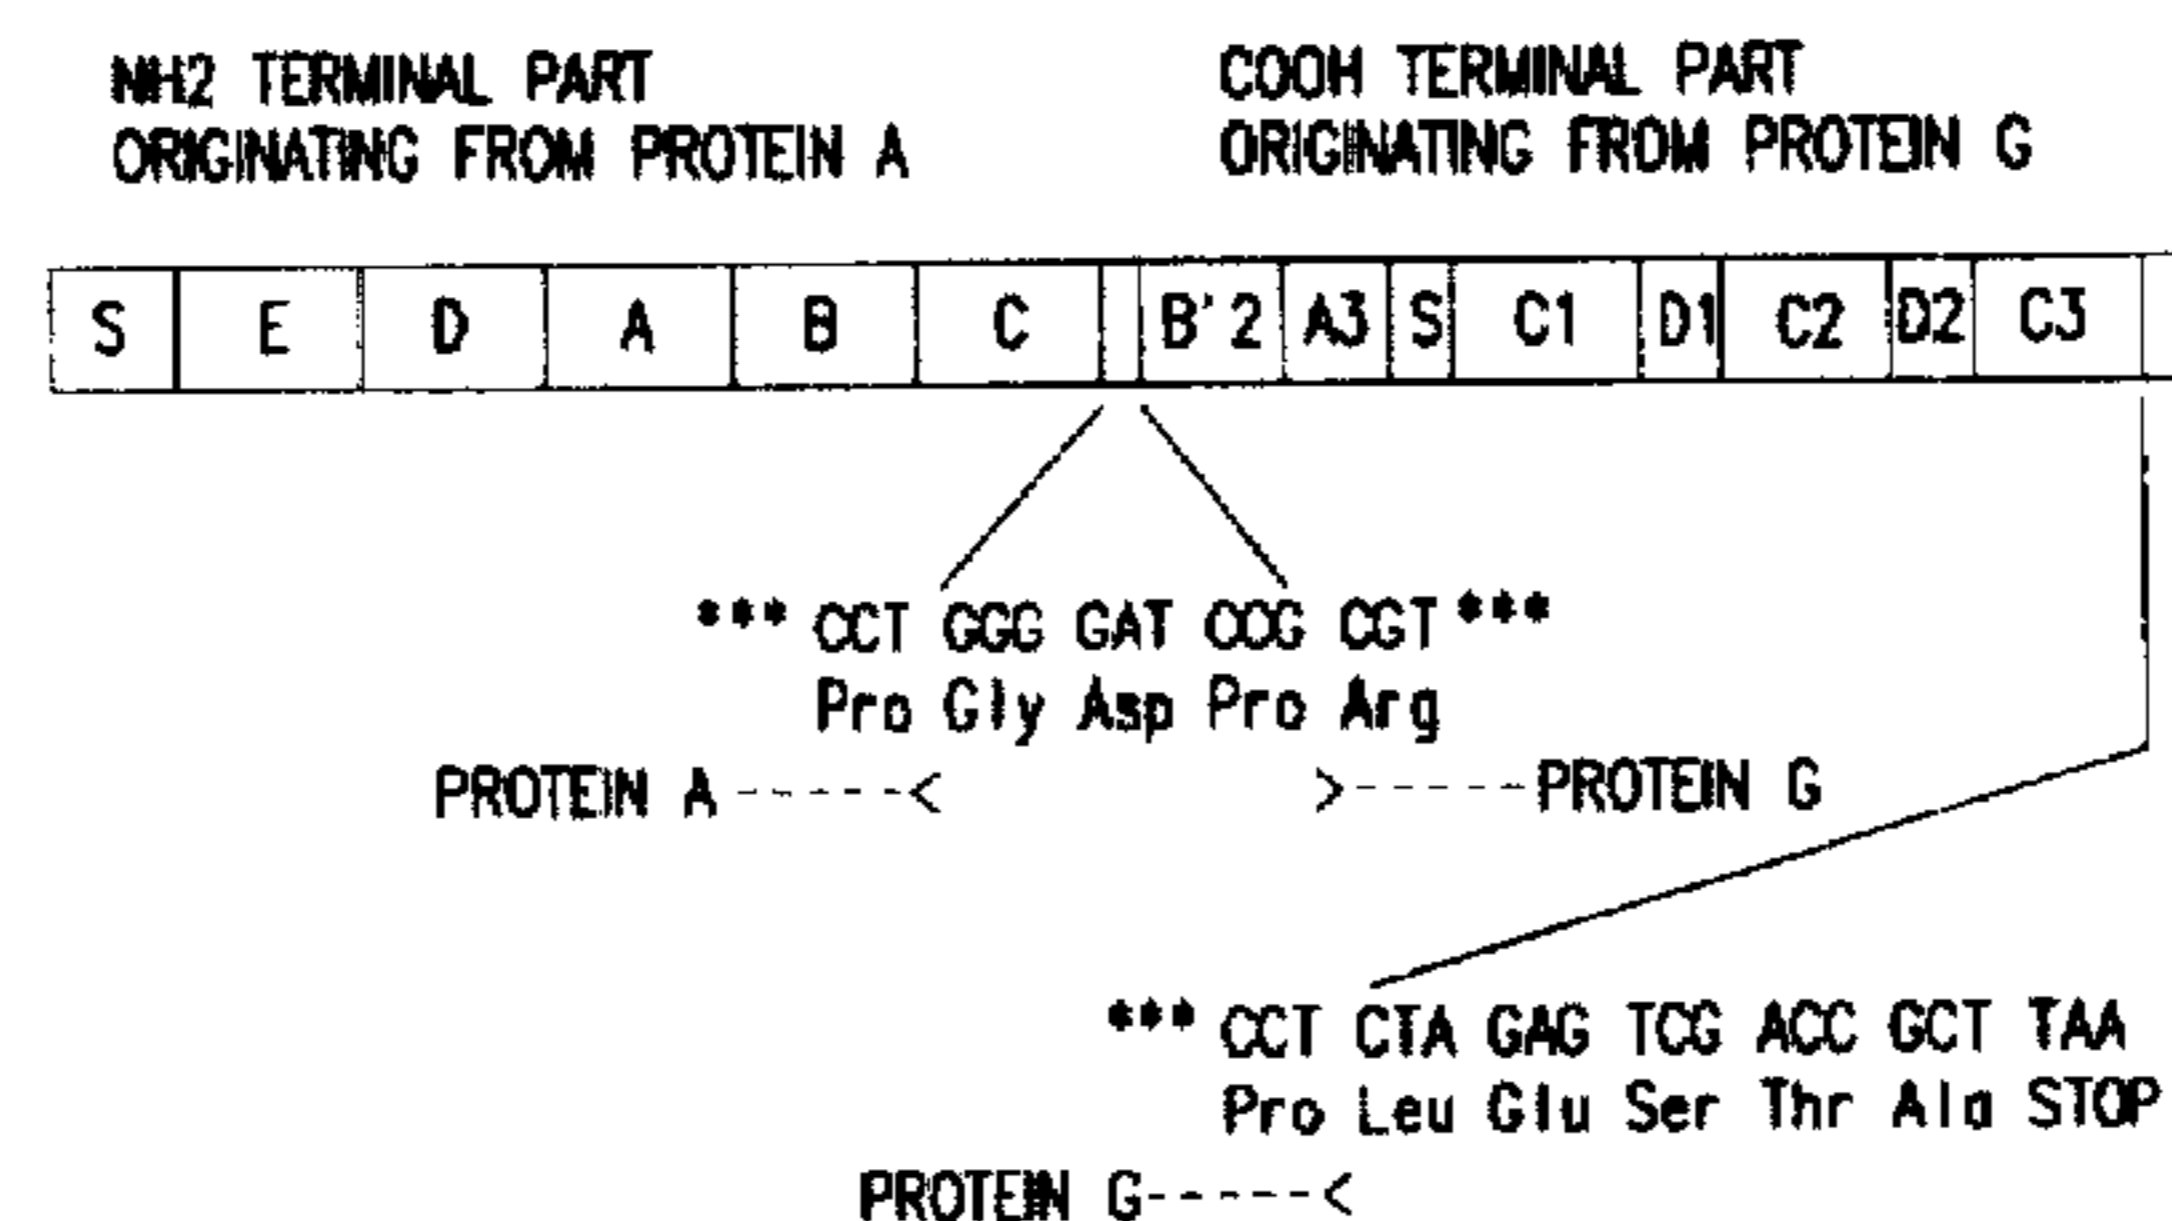 NH2 TERMINAL PART
ORIGINATING FROM PROTEIN A
COOH TERMINAL PART
ORIGINATING FROM PROTEIN G
S E D A B C B'2 A3 S C1 D1 C2 D2 C3
*** CCT GGG GAT CCG CGT ***
Pro Gly Asp Pro Arg
PROTEIN A -----< >-----PROTEIN G
*** CCT CTA GAG TCG ACC GCT TAA
Pro Leu Glu Ser Thr Ala STOP
PROTEIN G-----<